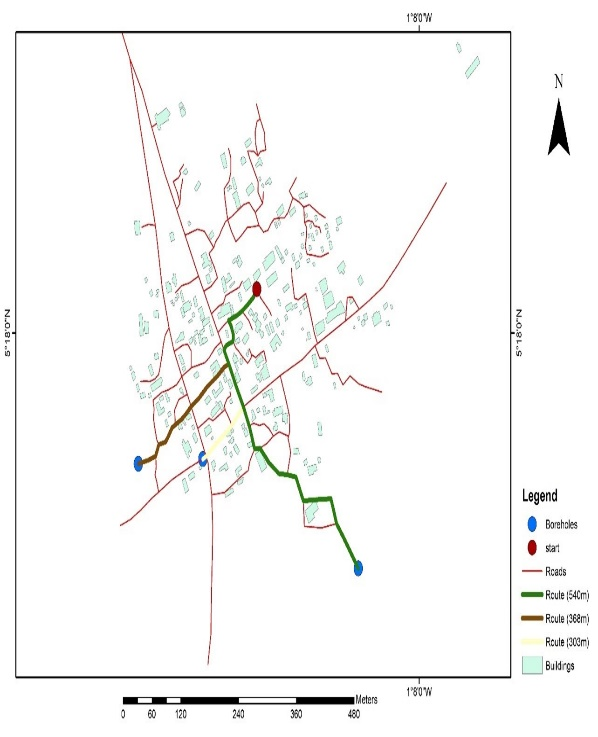 1°8'0"W
N
5°18'0"N
5°18'0"N
Legend
Boreholes
start
Roads
Route (540m)
Route (368m)
Route (303m)
Buildings
1°8'0"W
Meters
0 60 120 240 360 480